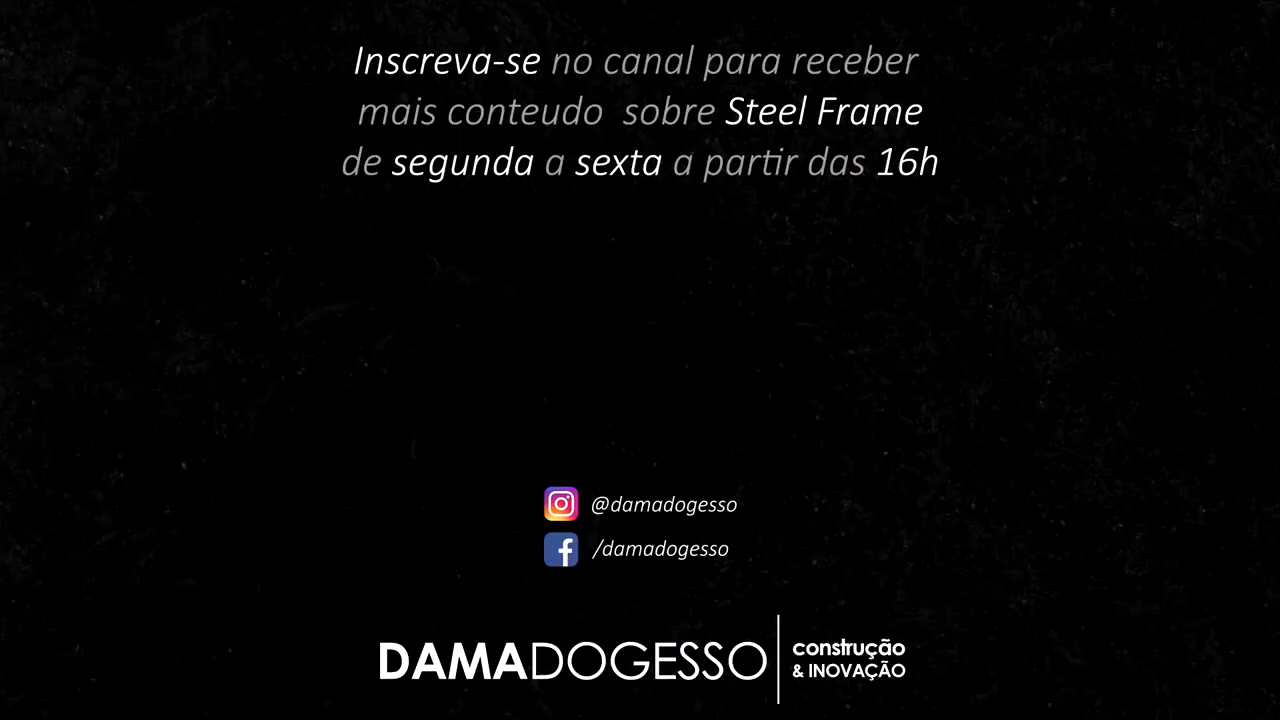 Inscreva-se no canal para receber
mais conteudo sobre Steel Frame
de segunda a sexta a partir das 16h
@damadogesso
/damadogesso
DAMADOGESSO
construção
& INOVAÇÃO